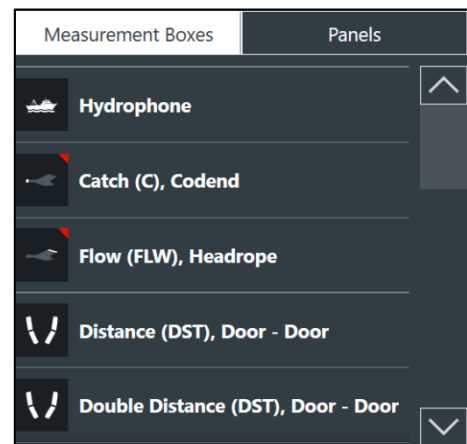 Measurement Boxes
Panels
Hydrophone
Catch (C), Codend
Flow (FLW), Headrope
Distance (DST), Door - Door
Double Distance (DST), Door - Door